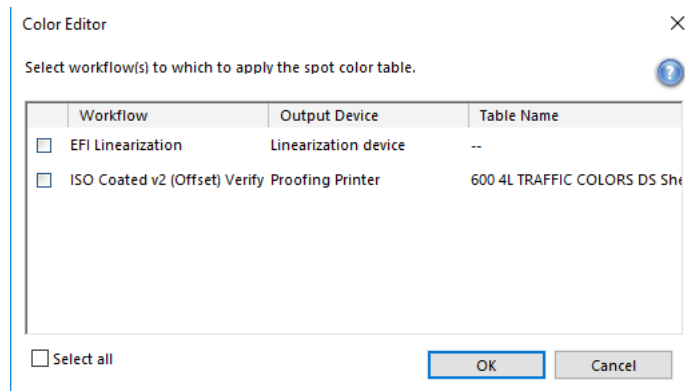 Color Editor
Select workflow(s) to which to apply the spot color table.
Workflow Output Device Table Name
EFI Linearization Linearization device --
ISO Coated v2 (Offset) Verify Proofing Printer 600 4L TRAFFIC COLORS DS She
Select all OK Cancel